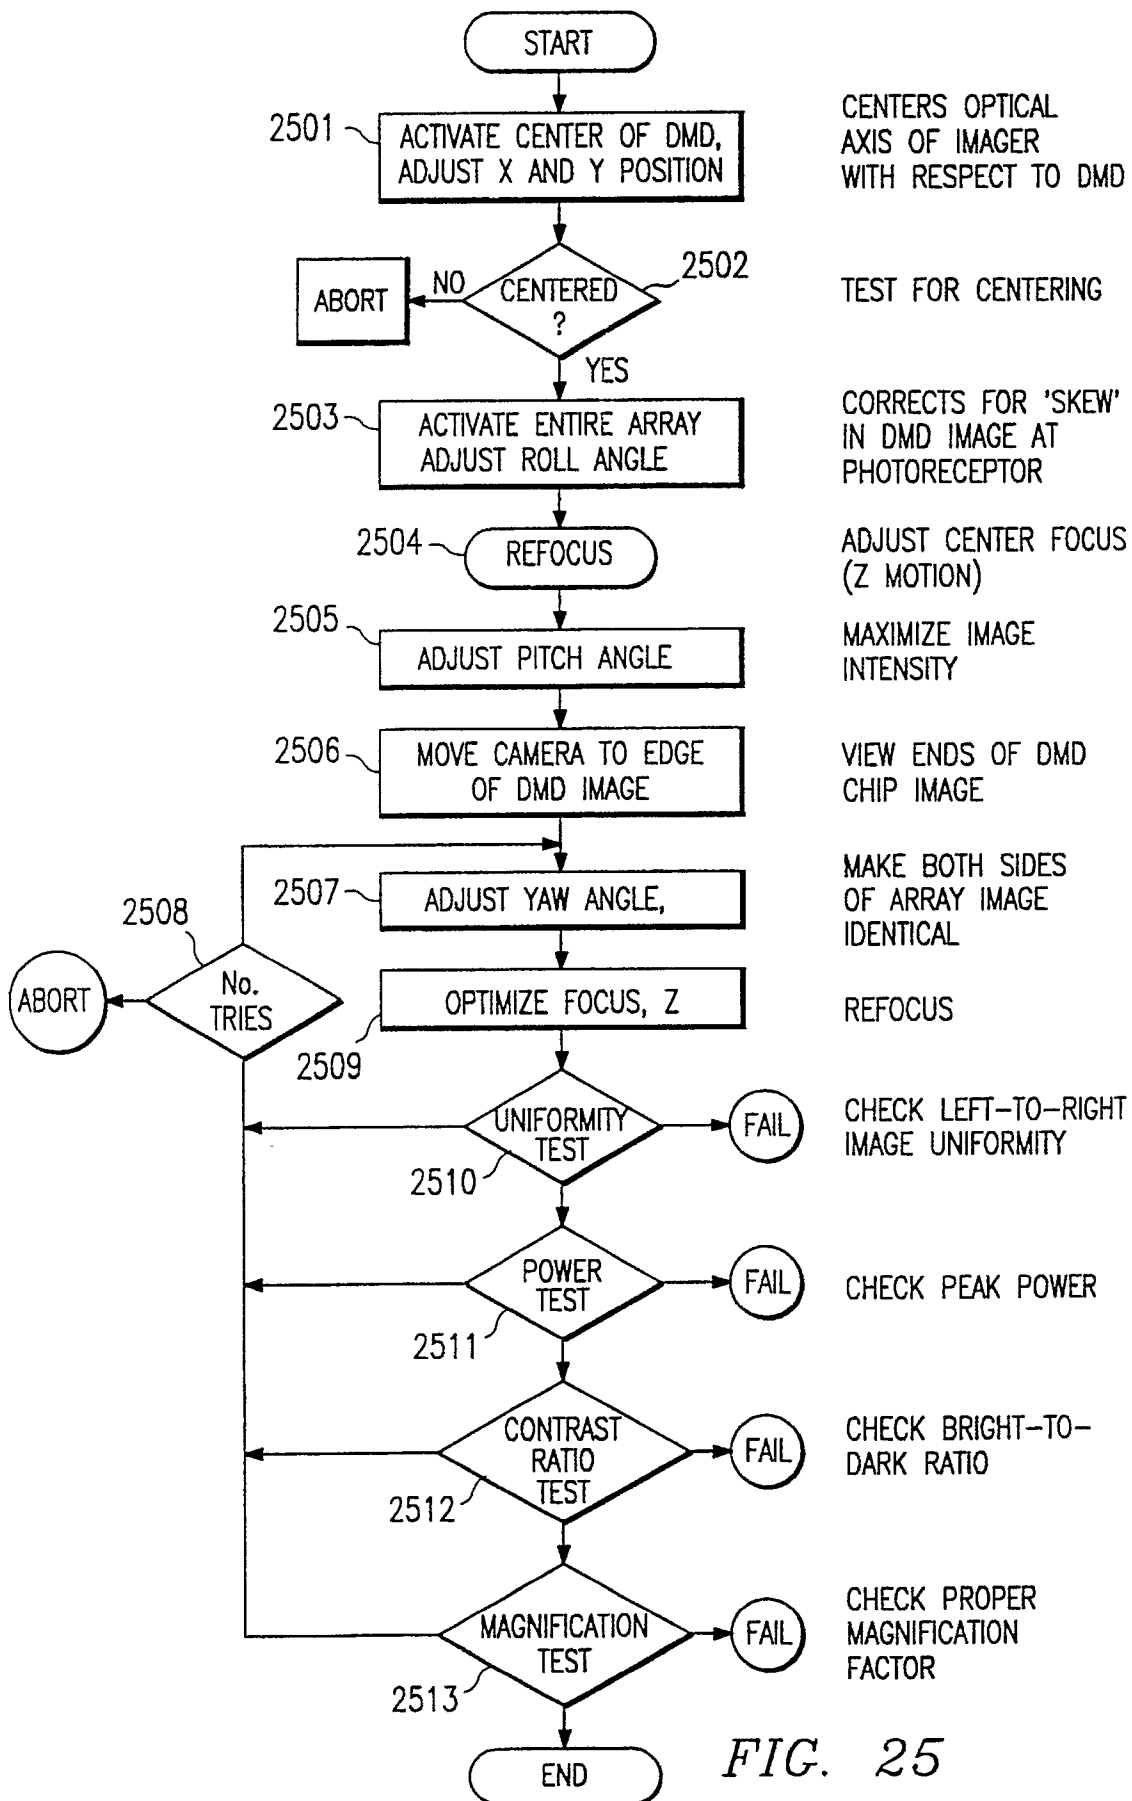 START
2501
ACTIVATE CENTER OF DMD,
ADJUST X AND Y POSITION
CENTERS OPTICAL
AXIS OF IMAGER
WITH RESPECT TO DMD
2502
CENTERED
?
NO
ABORT
YES
TEST FOR CENTERING
2503
ACTIVATE ENTIRE ARRAY
ADJUST ROLL ANGLE
CORRECTS FOR 'SKEW'
IN DMD IMAGE AT
PHOTORECEPTOR
2504
REFOCUS
ADJUST CENTER FOCUS
(Z MOTION)
2505
ADJUST PITCH ANGLE
MAXIMIZE IMAGE
INTENSITY
2506
MOVE CAMERA TO EDGE
OF DMD IMAGE
VIEW ENDS OF DMD
CHIP IMAGE
2507
ADJUST YAW ANGLE,
MAKE BOTH SIDES
OF ARRAY IMAGE
IDENTICAL
2508
No.
TRIES
ABORT
OPTIMIZE FOCUS, Z
2509
REFOCUS
UNIFORMITY
TEST
2510
FAIL
CHECK LEFT-TO-RIGHT
IMAGE UNIFORMITY
POWER
TEST
2511
FAIL
CHECK PEAK POWER
CONTRAST
RATIO
TEST
2512
FAIL
CHECK BRIGHT-TO-
DARK RATIO
MAGNIFICATION
TEST
2513
FAIL
CHECK PROPER
MAGNIFICATION
FACTOR
END
FIG. 25